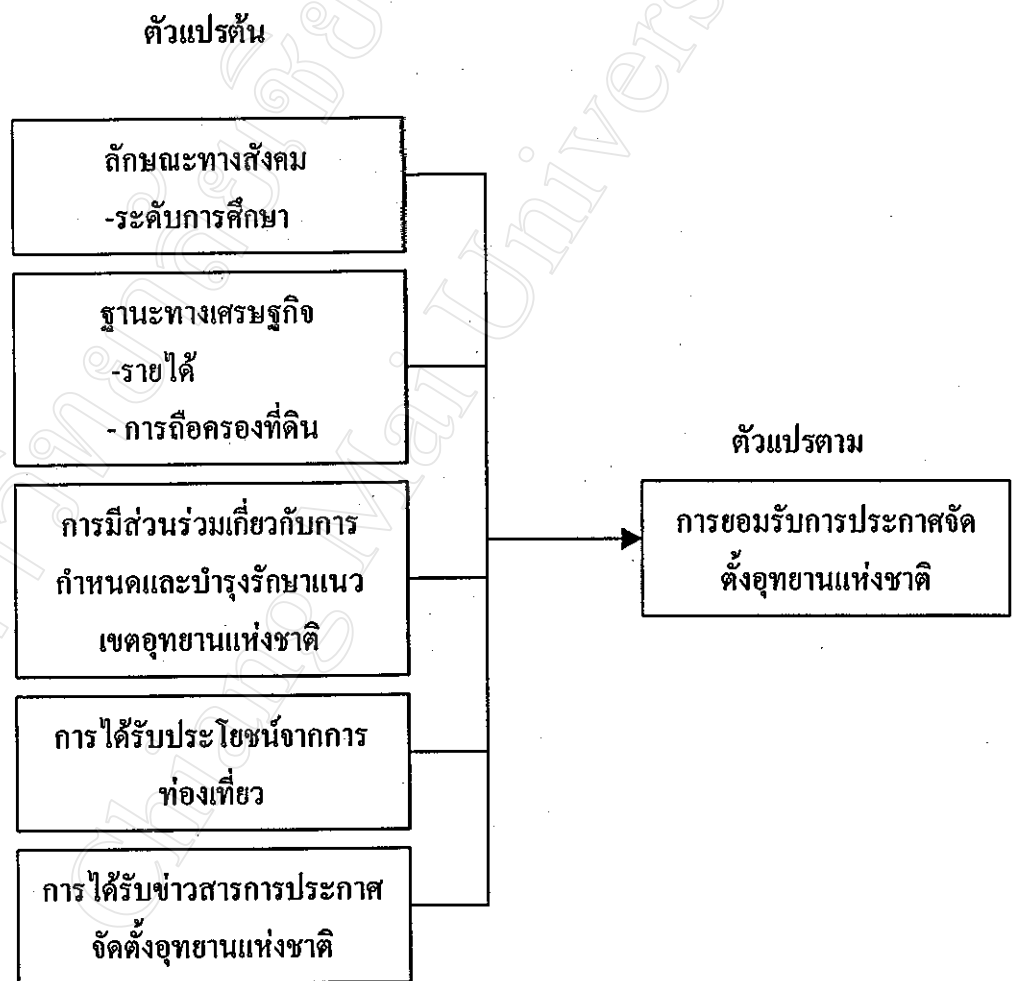 ตัวแปรต้น
ลักษณะทางสังคม
-ระดับการศึกษา
ฐานะทางเศรษฐกิจ
-รายได้
- การถือครองที่ดิน
การมีส่วนร่วมเกี่ยวกับการ
กำหนดและบำรุงรักษาแนว
เขตอุทยานแห่งชาติ
การได้รับประโยชน์จากการ
ท่องเที่ยว
การได้รับข่าวสารการประกาศ
จัดตั้งอุทยานแห่งชาติ
ตัวแปรตาม
การยอมรับการประกาศจัด
ตั้งอุทยานแห่งชาติ
Chiang Mai Univers